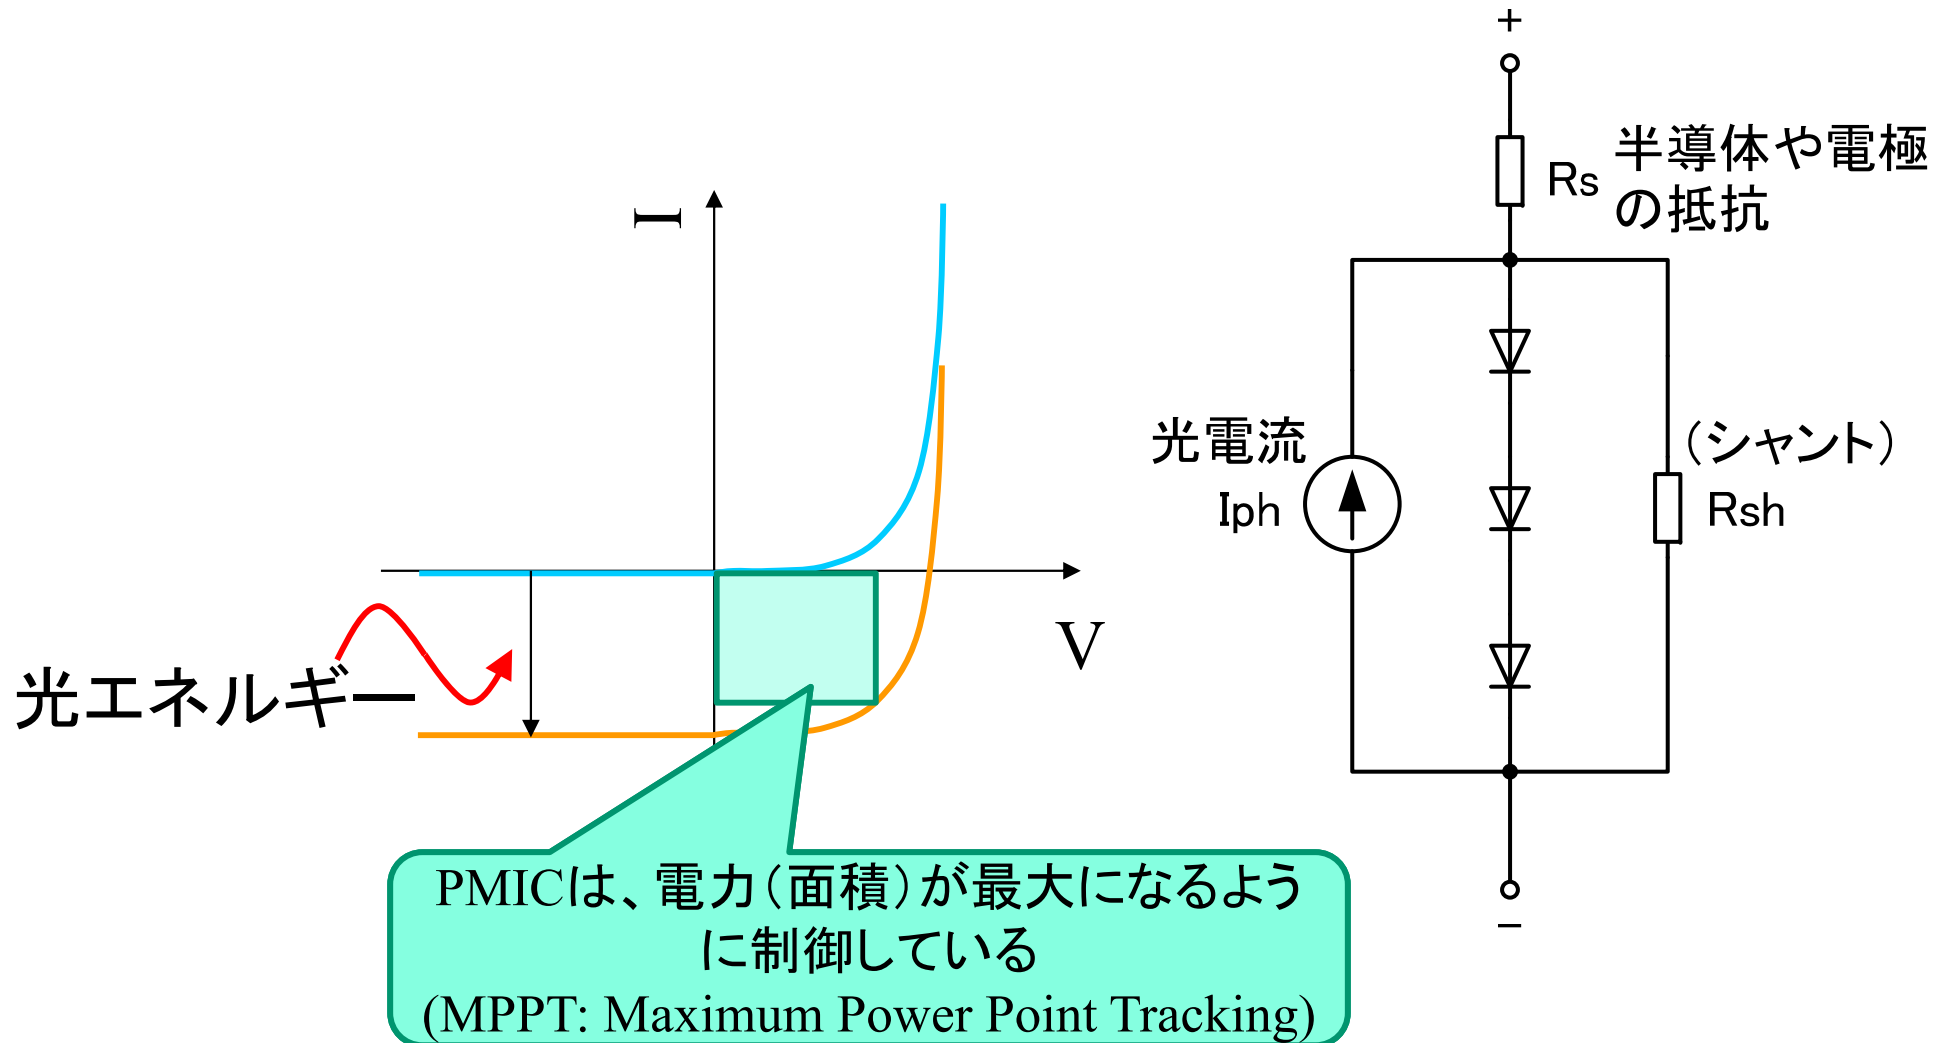 I
V
光エネルギー
PMICは、電力(面積)が最大になるよう
に制御している
(MPPT: Maximum Power Point Tracking)
+
Rs
半導体や電極
の抵抗
光電流
Iph
(シャント)
Rsh
−